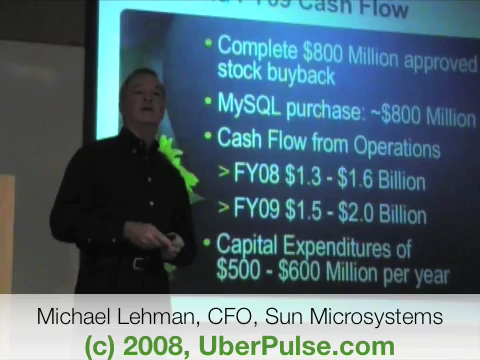 FY09 Cash Flow
• Complete $800 Million approved
stock buyback
• MySQL purchase: ~$800 Million
• Cash Flow from Operations
> FY08 $1.3 - $1.6 Billion
> FY09 $1.5 - $2.0 Billion
• Capital Expenditures of
$500 - $600 Million per year
Michael Lehman, CFO, Sun Microsystems
(c) 2008, UberPulse.com